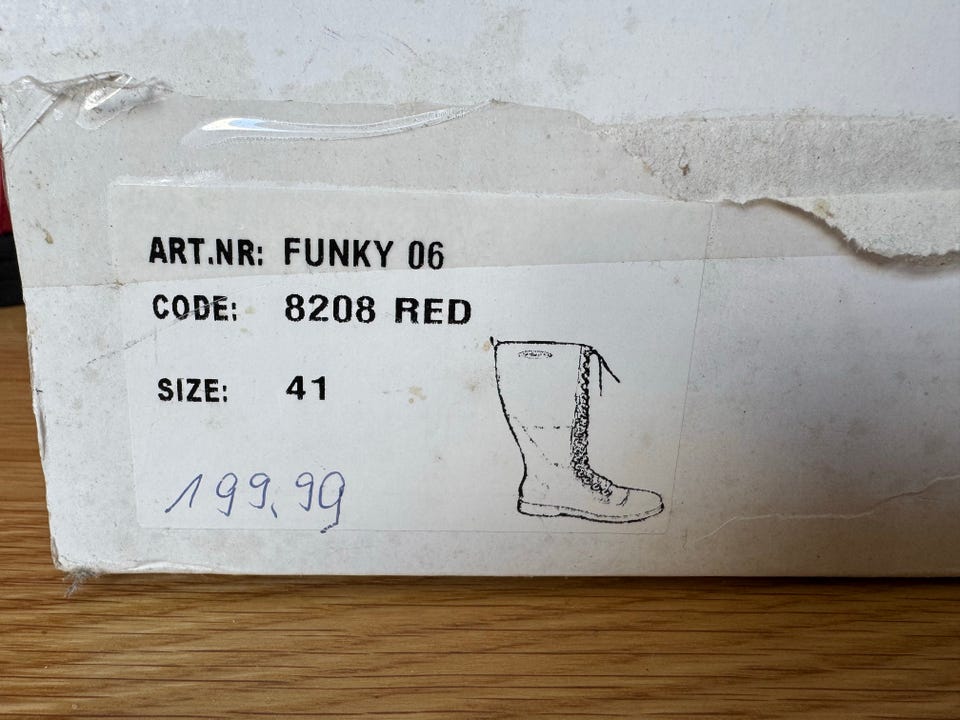 ART.NR: FUNKY 06
CODE: 8208 RED
SIZE: 41
199,99